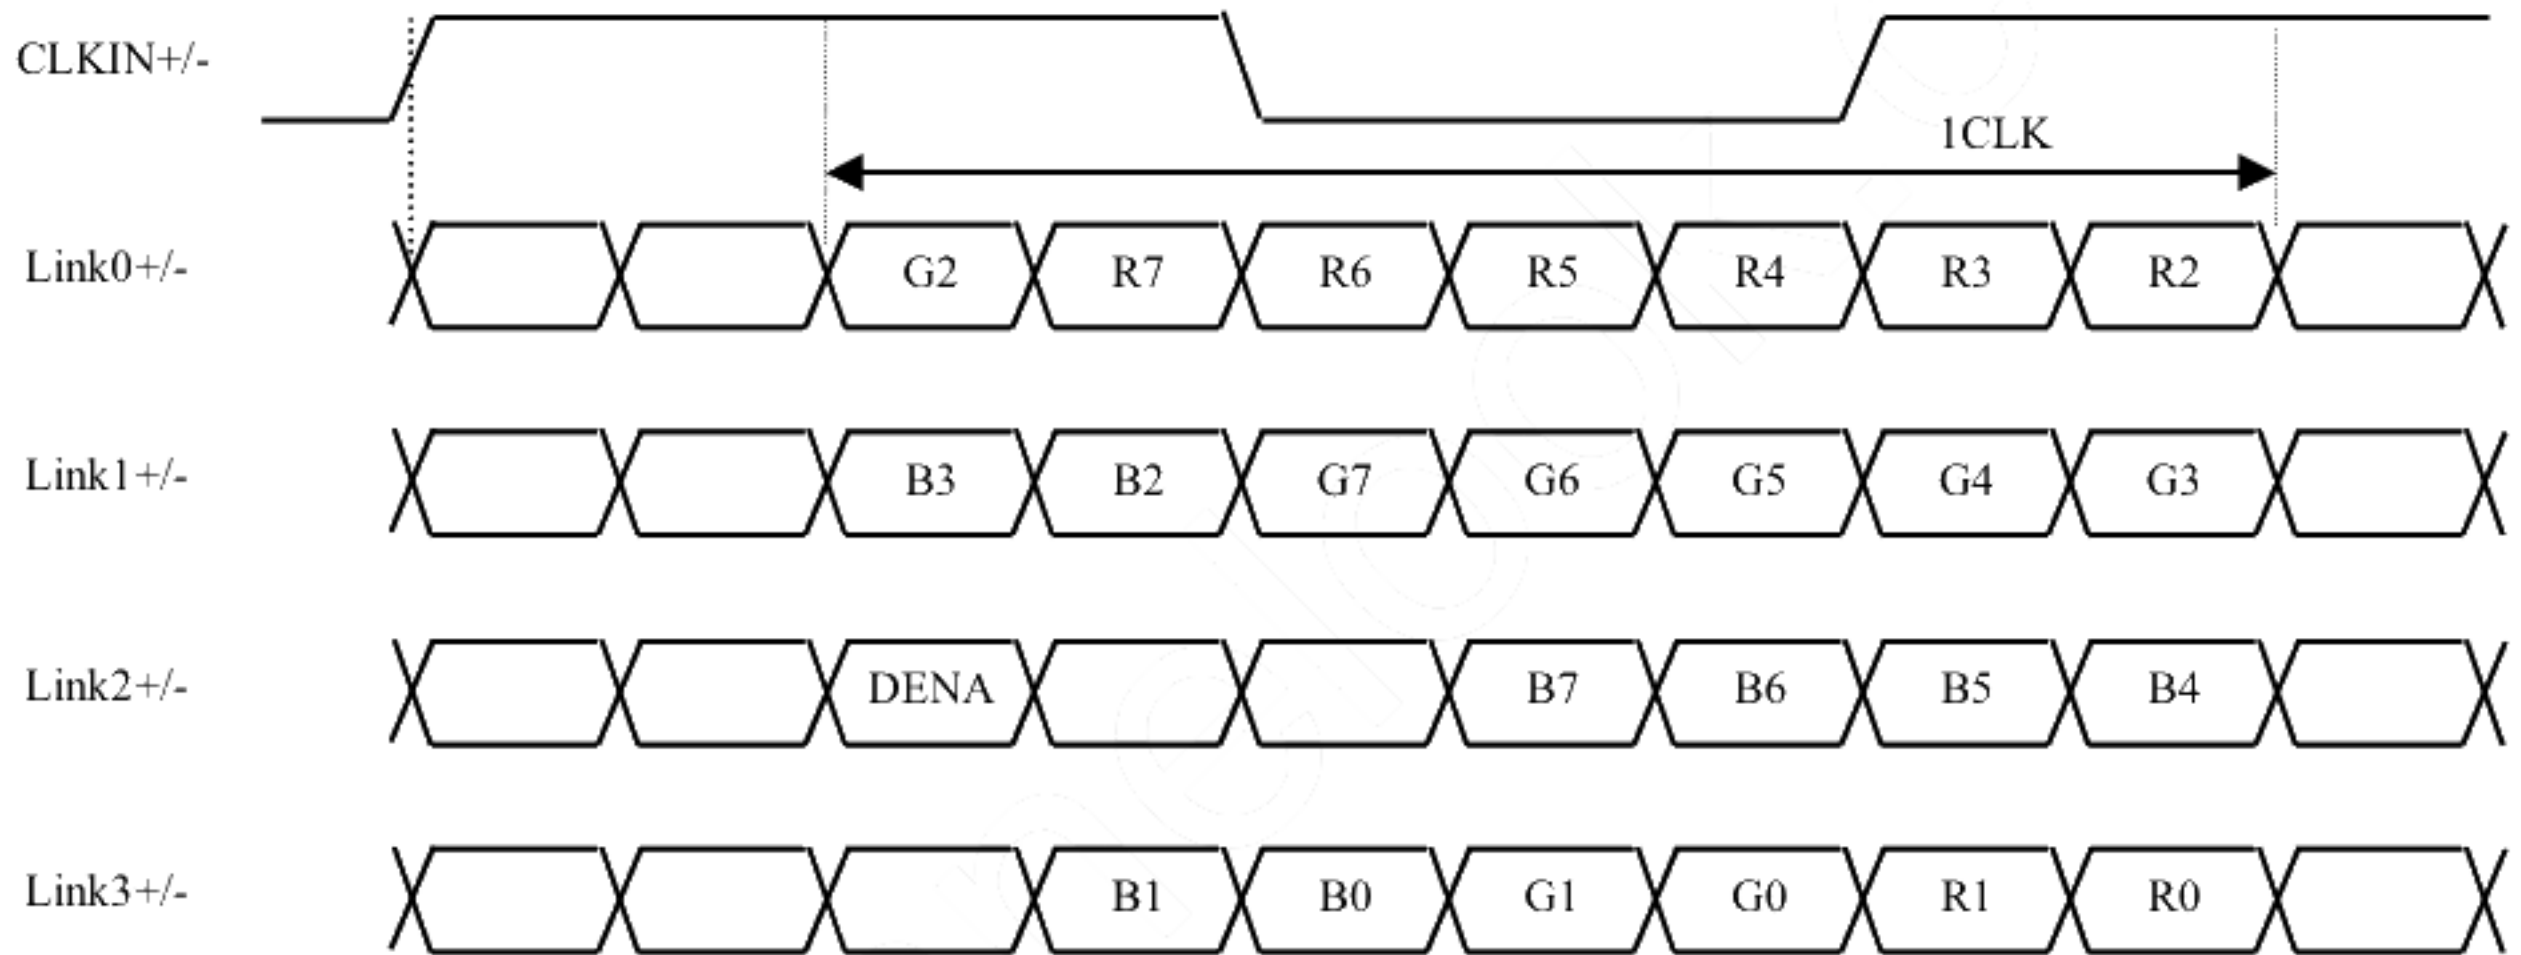 CLKIN+/-
1CLK
Link0+/- G2 R7 R6 R5 R4 R3 R2
Link1+/- B3 B2 G7 G6 G5 G4 G3
Link2+/- DENA B7 B6 B5 B4
Link3+/- B1 B0 G1 G0 R1 R0